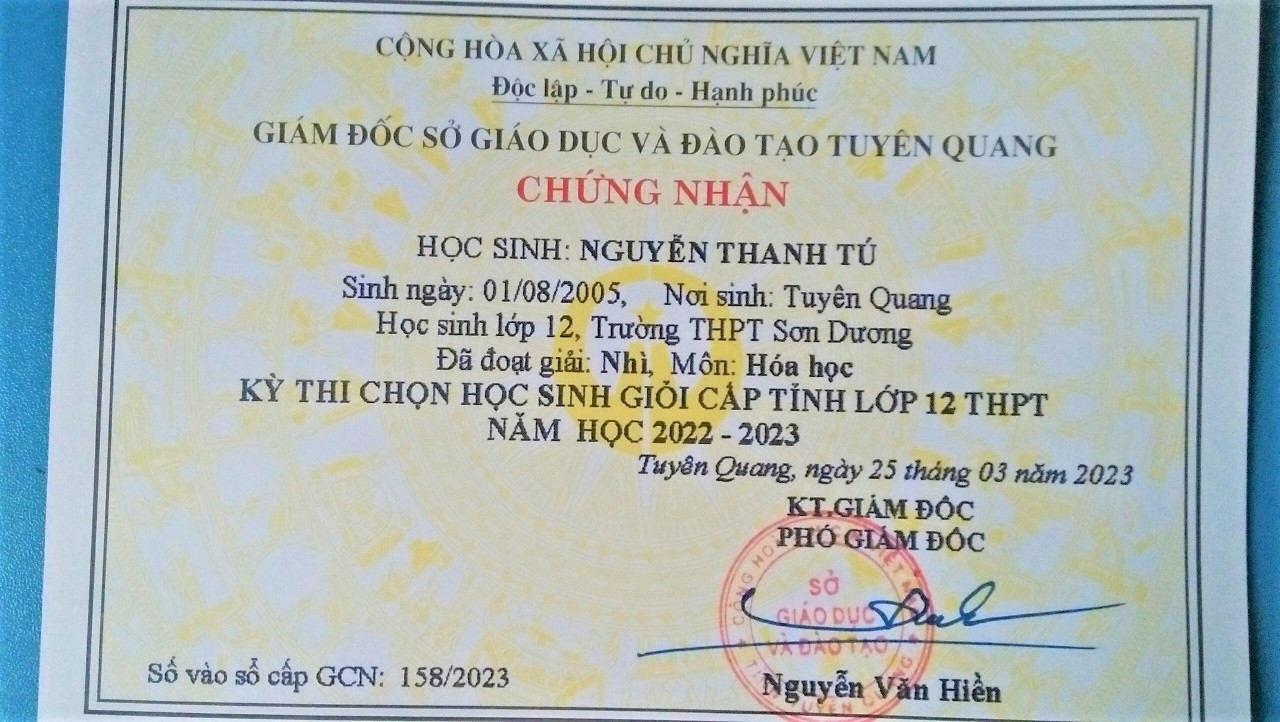 CỘNG HÒA XÃ HỘI CHỦ NGHĨA VIỆT NAM
Độc lập - Tự do - Hạnh phúc
GIÁM ĐỐC SỞ GIÁO DỤC VÀ ĐÀO TẠO TUYÊN QUANG
CHỨNG NHẬN
HỌC SINH: NGUYỄN THANH TÚ
Sinh ngày: 01/08/2005, Nơi sinh: Tuyên Quang
Học sinh lớp 12, Trường THPT Sơn Dương
Đã đoạt giải: Nhì, Môn: Hóa học
KỲ THI CHỌN HỌC SINH GIỎI CẤP TỈNH LỚP 12 THPT
NĂM HỌC 2022 - 2023
Tuyên Quang, ngày 25 tháng 03 năm 2023
KT.GIÁM ĐỐC
PHÓ GIÁM ĐỐC
SỞ
GIÁO DỤC
VÀ ĐÀO TẠO
Nguyễn Văn Hiền
Số vào sổ cấp GCN: 158/2023